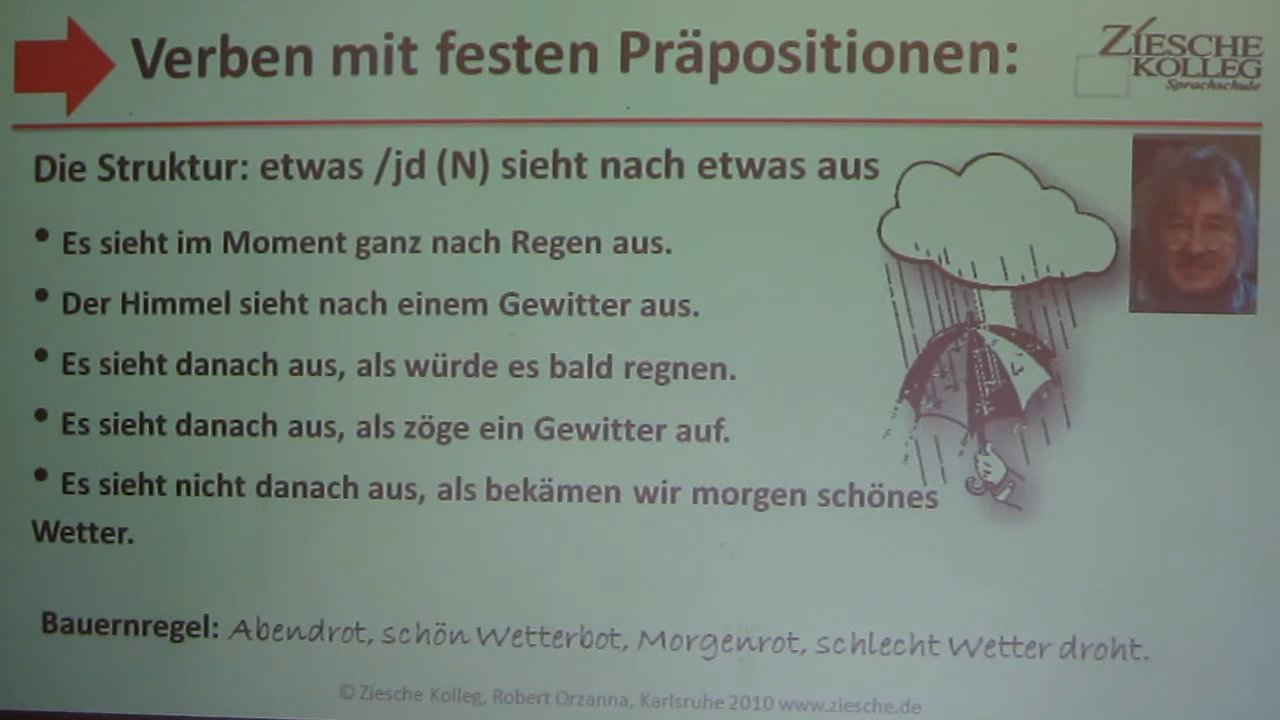 Verben mit festen Präpositionen:
ZIESCHE
KOLLEG
Sprachschule
Die Struktur: etwas /jd (N) sieht nach etwas aus
• Es sieht im Moment ganz nach Regen aus.
• Der Himmel sieht nach einem Gewitter aus.
• Es sieht danach aus, als würde es bald regnen.
• Es sieht danach aus, als zöge ein Gewitter auf.
• Es sieht nicht danach aus, als bekämen wir morgen schönes
Wetter.
Bauernregel: Abendrot, schön Wetterbot, Morgenrot, schlecht Wetter droht.
© Ziesche Kolleg, Robert Orzanna, Karlsruhe 2010 www.ziesche.de